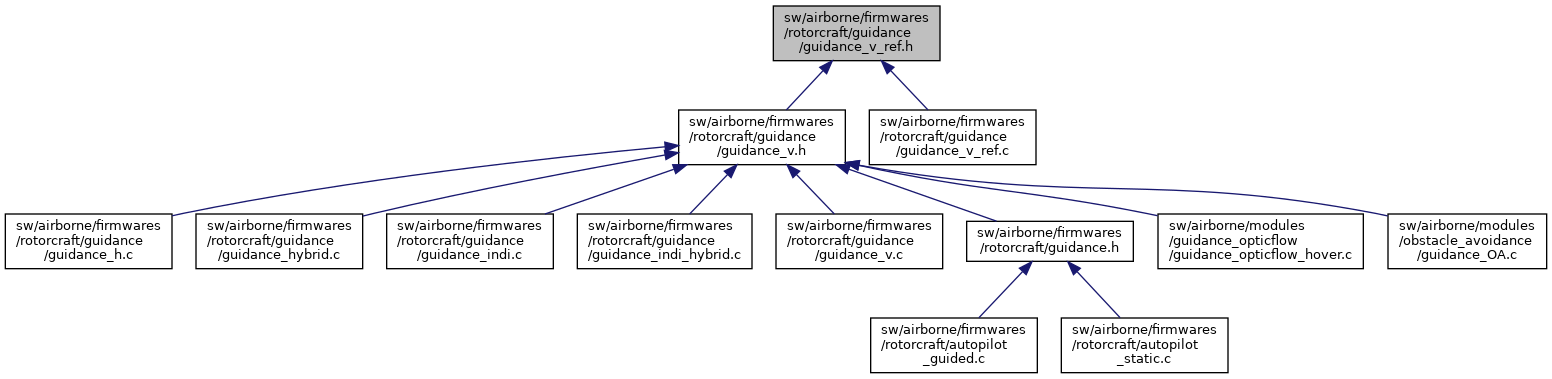 sw/airborne/firmwares
/rotorcraft/guidance
/guidance_v_ref.h
sw/airborne/firmwares
/rotorcraft/guidance
/guidance_v.h
sw/airborne/firmwares
/rotorcraft/guidance
/guidance_v_ref.c
sw/airborne/firmwares
/rotorcraft/guidance
/guidance_h.c
sw/airborne/firmwares
/rotorcraft/guidance
/guidance_hybrid.c
sw/airborne/firmwares
/rotorcraft/guidance
/guidance_indi.c
sw/airborne/firmwares
/rotorcraft/guidance
/guidance_indi_hybrid.c
sw/airborne/firmwares
/rotorcraft/guidance
/guidance_v.c
sw/airborne/firmwares
/rotorcraft/guidance.h
sw/airborne/modules
/guidance_opticflow
/guidance_opticflow_hover.c
sw/airborne/modules
/obstacle_avoidance
/guidance_OA.c
sw/airborne/firmwares
/rotorcraft/autopilot
_guided.c
sw/airborne/firmwares
/rotorcraft/autopilot
_static.c